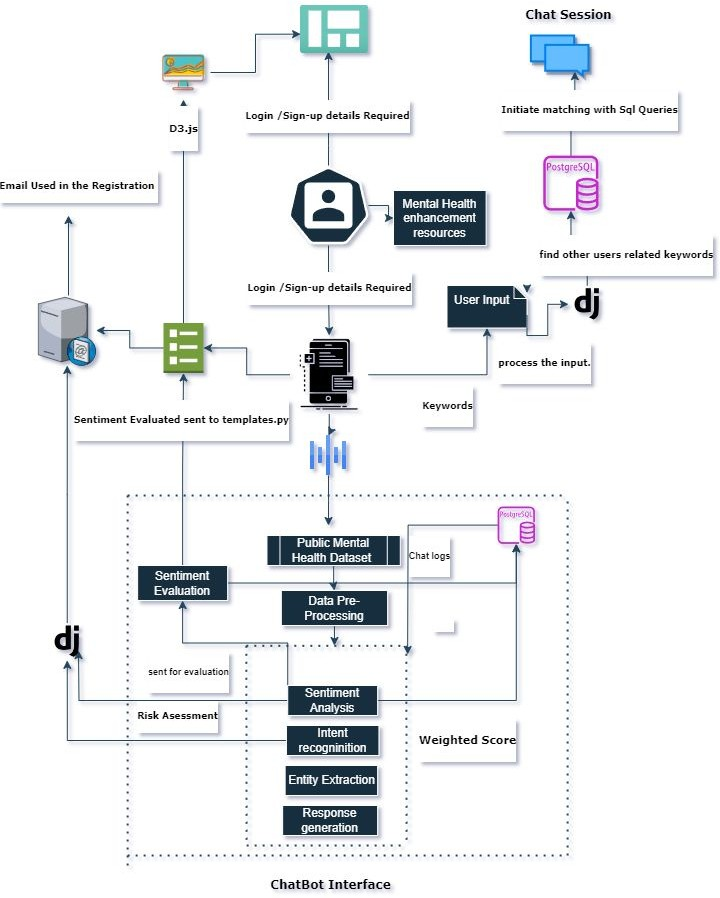 Chat Session
Login /Sign-up details Required
Initiate matching with Sql Queries
D3.js
PostgreSQL
Email Used in the Registration
Mental Health
enhancement
resources
find other users related keywords
Login /Sign-up details Required
User Input
dj
process the input.
Keywords
Sentiment Evaluated sent to templates.py
PostgreSQL
Public Mental
Health Dataset
Chat logs
Sentiment
Evaluation
Data Pre-
Processing
dj
sent for evaluation
Sentiment
Analysis
Risk Asessment
Intent
recogninition
Weighted Score
Entity Extraction
Response
generation
ChatBot Interface